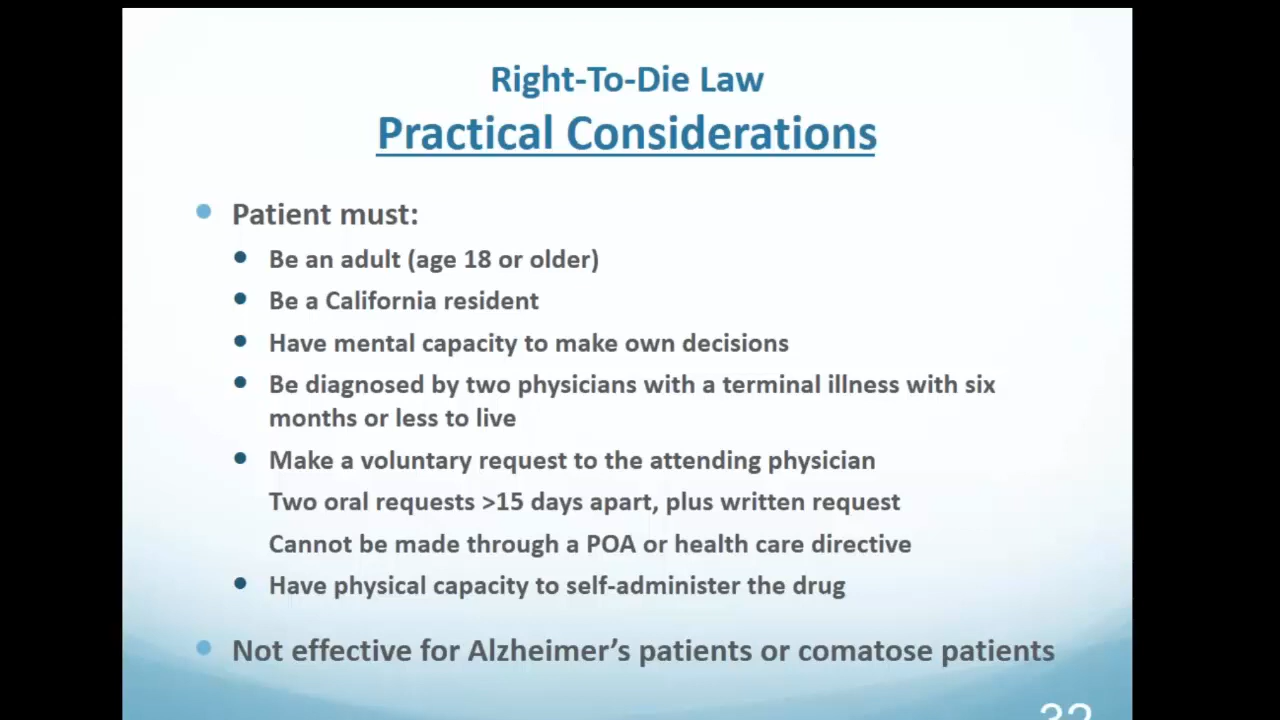 Right-To-Die Law
Practical Considerations
Patient must:
Be an adult (age 18 or older)
Be a California resident
Have mental capacity to make own decisions
Be diagnosed by two physicians with a terminal illness with six
months or less to live
Make a voluntary request to the attending physician
Two oral requests >15 days apart, plus written request
Cannot be made through a POA or health care directive
Have physical capacity to self-administer the drug
Not effective for Alzheimer’s patients or comatose patients
32